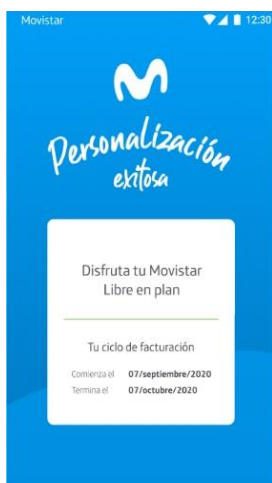 Movistar 12:30
Personalización
exitosa
Disfruta tu Movistar
Libre en plan
Tu ciclo de facturación
Comienza el 07/septiembre/2020
Termina el 07/octubre/2020